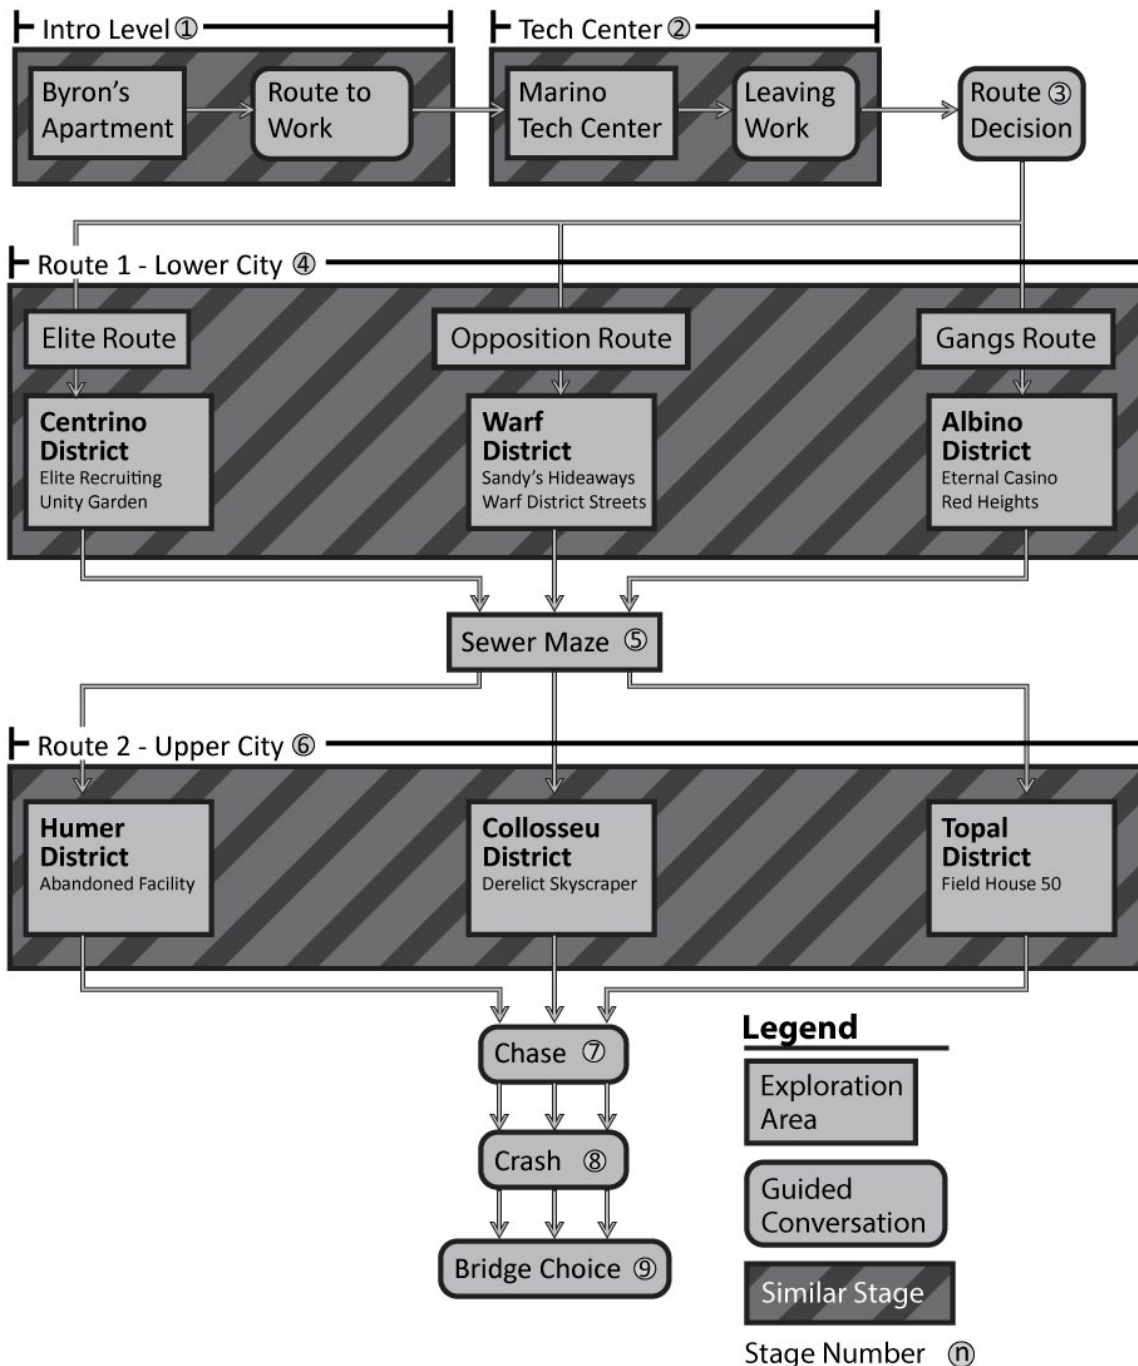 Intro Level ①
Tech Center ②
Byron's
Apartment
Route to
Work
Marino
Tech Center
Leaving
Work
Route ③
Decision
Route 1 - Lower City ④
Elite Route
Opposition Route
Gangs Route
Centrino
District
Elite Recruiting
Unity Garden
Warf
District
Sandy's Hideaways
Warf District Streets
Albino
District
Eternal Casino
Red Heights
Sewer Maze ⑤
Route 2 - Upper City ⑥
Humer
District
Abandoned Facility
Collosseu
District
Derelict Skyscraper
Topal
District
Field House 50
Chase ⑦
Crash ⑧
Bridge Choice ⑨
Legend
Exploration
Area
Guided
Conversation
Similar Stage
Stage Number ⓝ